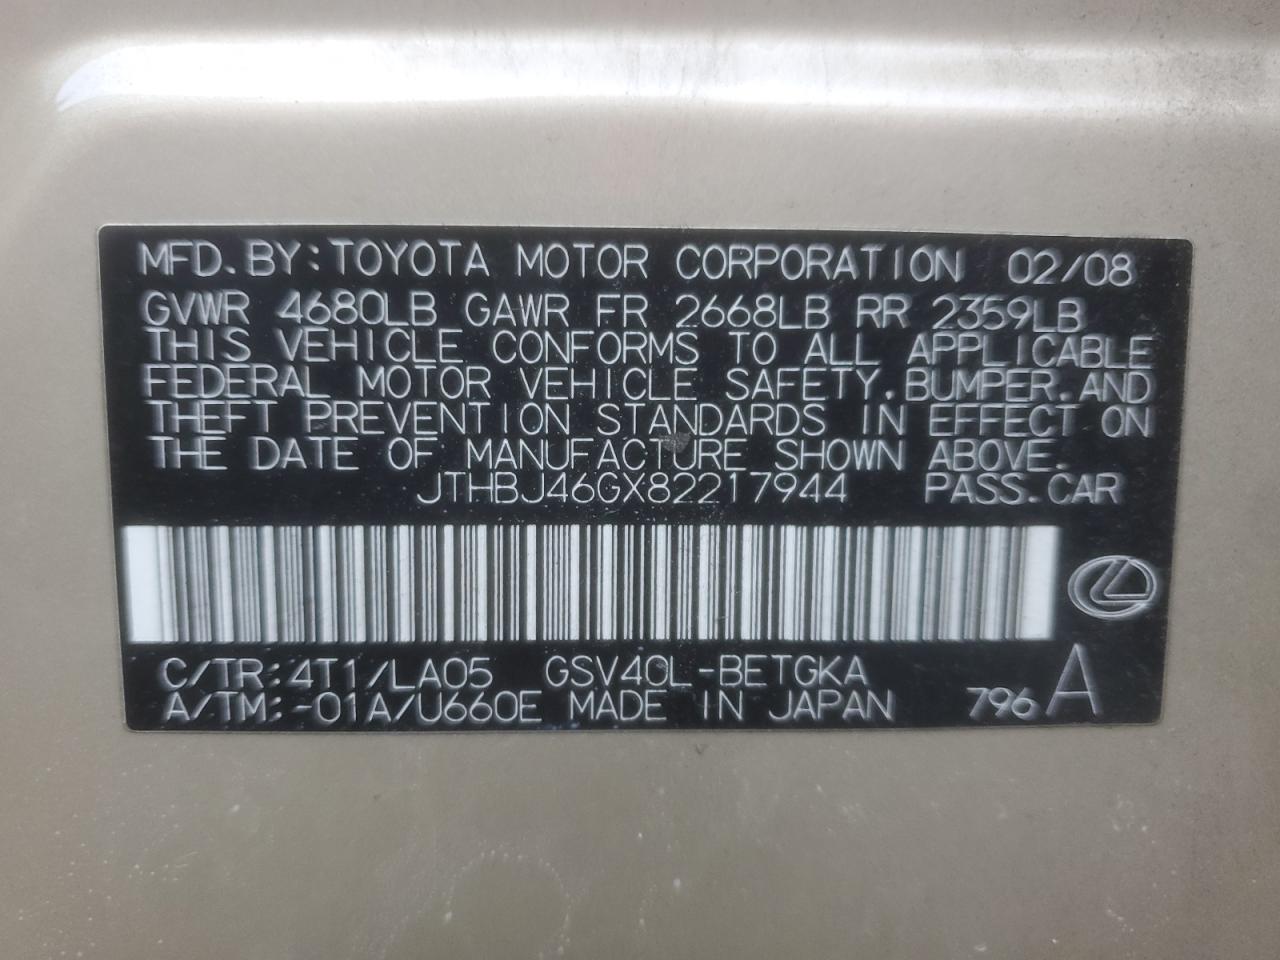 MFD. BY: TOYOTA MOTOR CORPORATION 02/08
GVWR 4680LB GAWR FR 2668LB RR 2359LB
THIS VEHICLE CONFORMS TO ALL APPLICABLE
FEDERAL MOTOR VEHICLE SAFETY, BUMPER, AND
THEFT PREVENTION STANDARDS IN EFFECT ON
THE DATE OF MANUFACTURE SHOWN ABOVE.
JTHBJ46GX82217944 PASS. CAR
C/TR: 4T1/LA05 GSV40L-BETGKA
A/TM: -01A/U660E MADE IN JAPAN 796 A